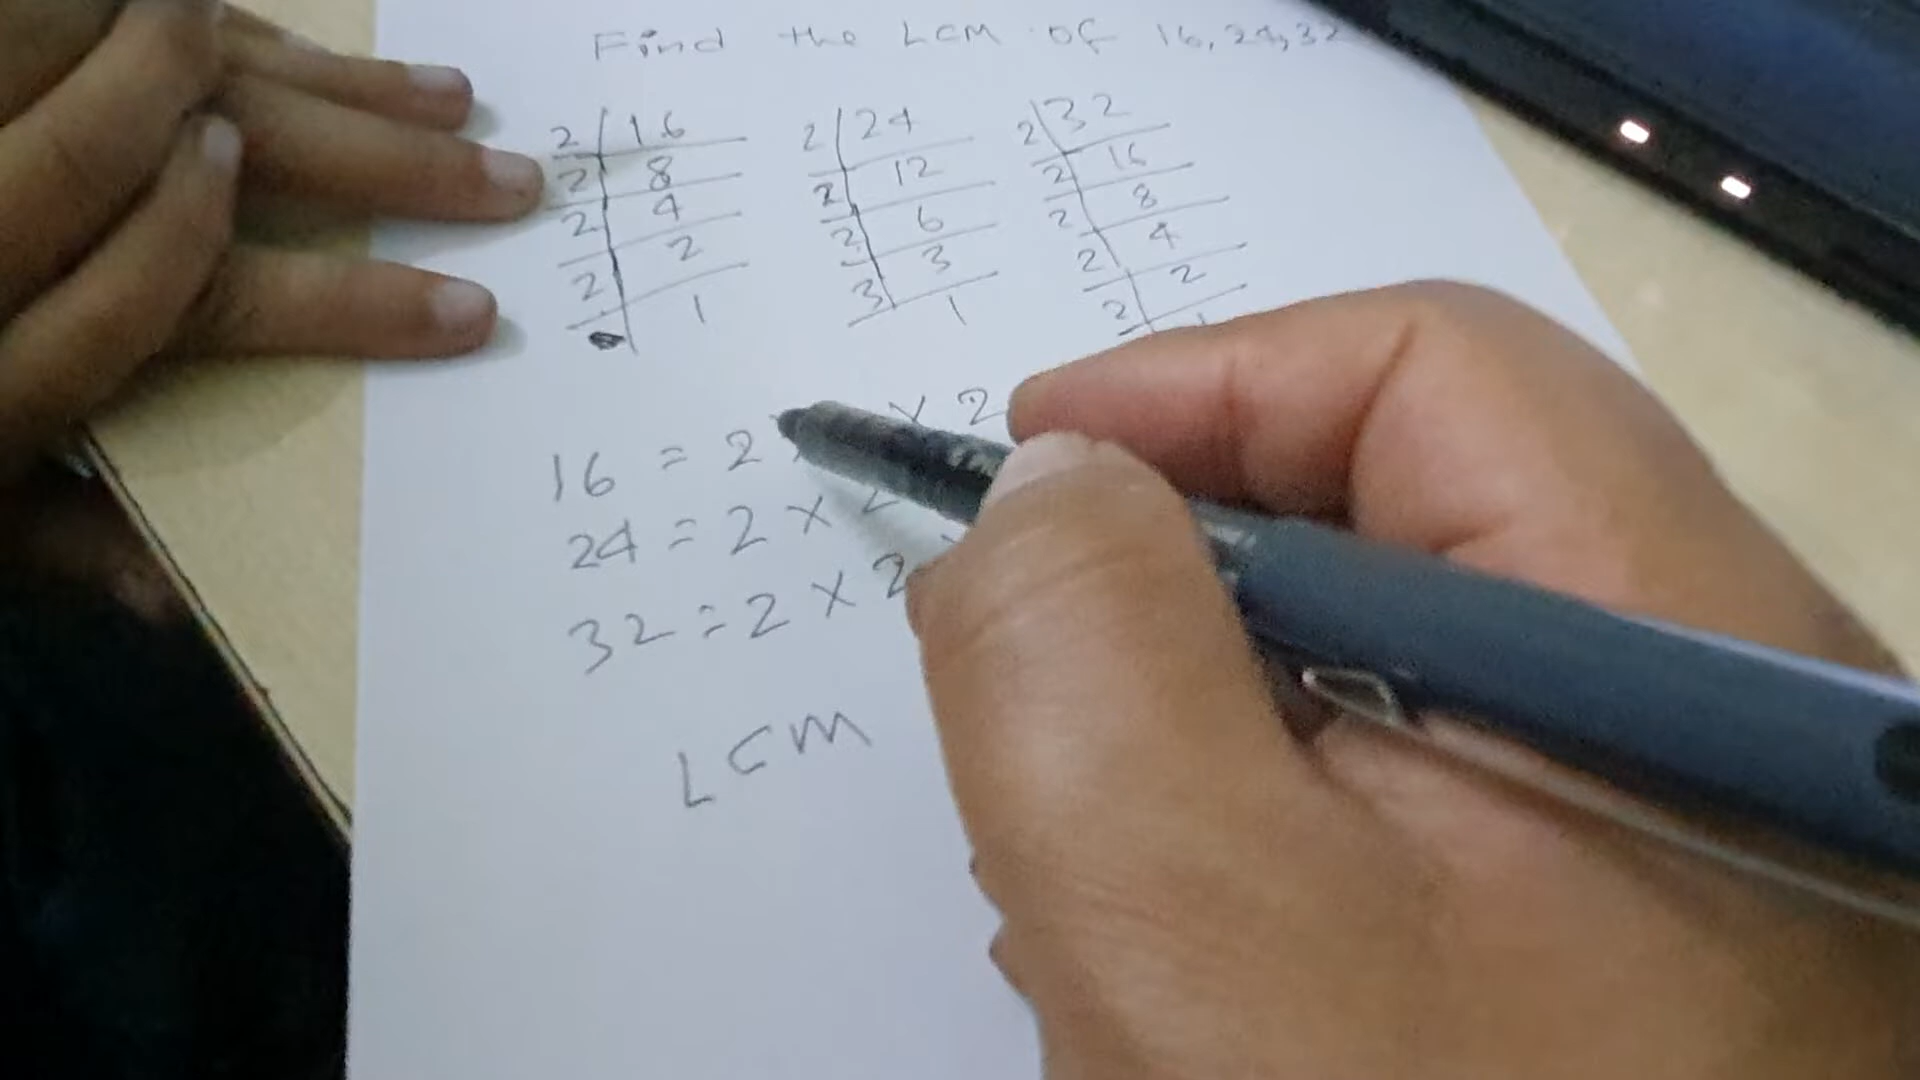 Find the LCM of 16, 24, 32
2 16 2 24 2 32
2 8 2 12 2 16
2 4 2 6 2 8
2 2 3 3 2 4
1 1 2 2
16 = 2 × 2
24 = 2 × 2
32 = 2 × 2
LCM